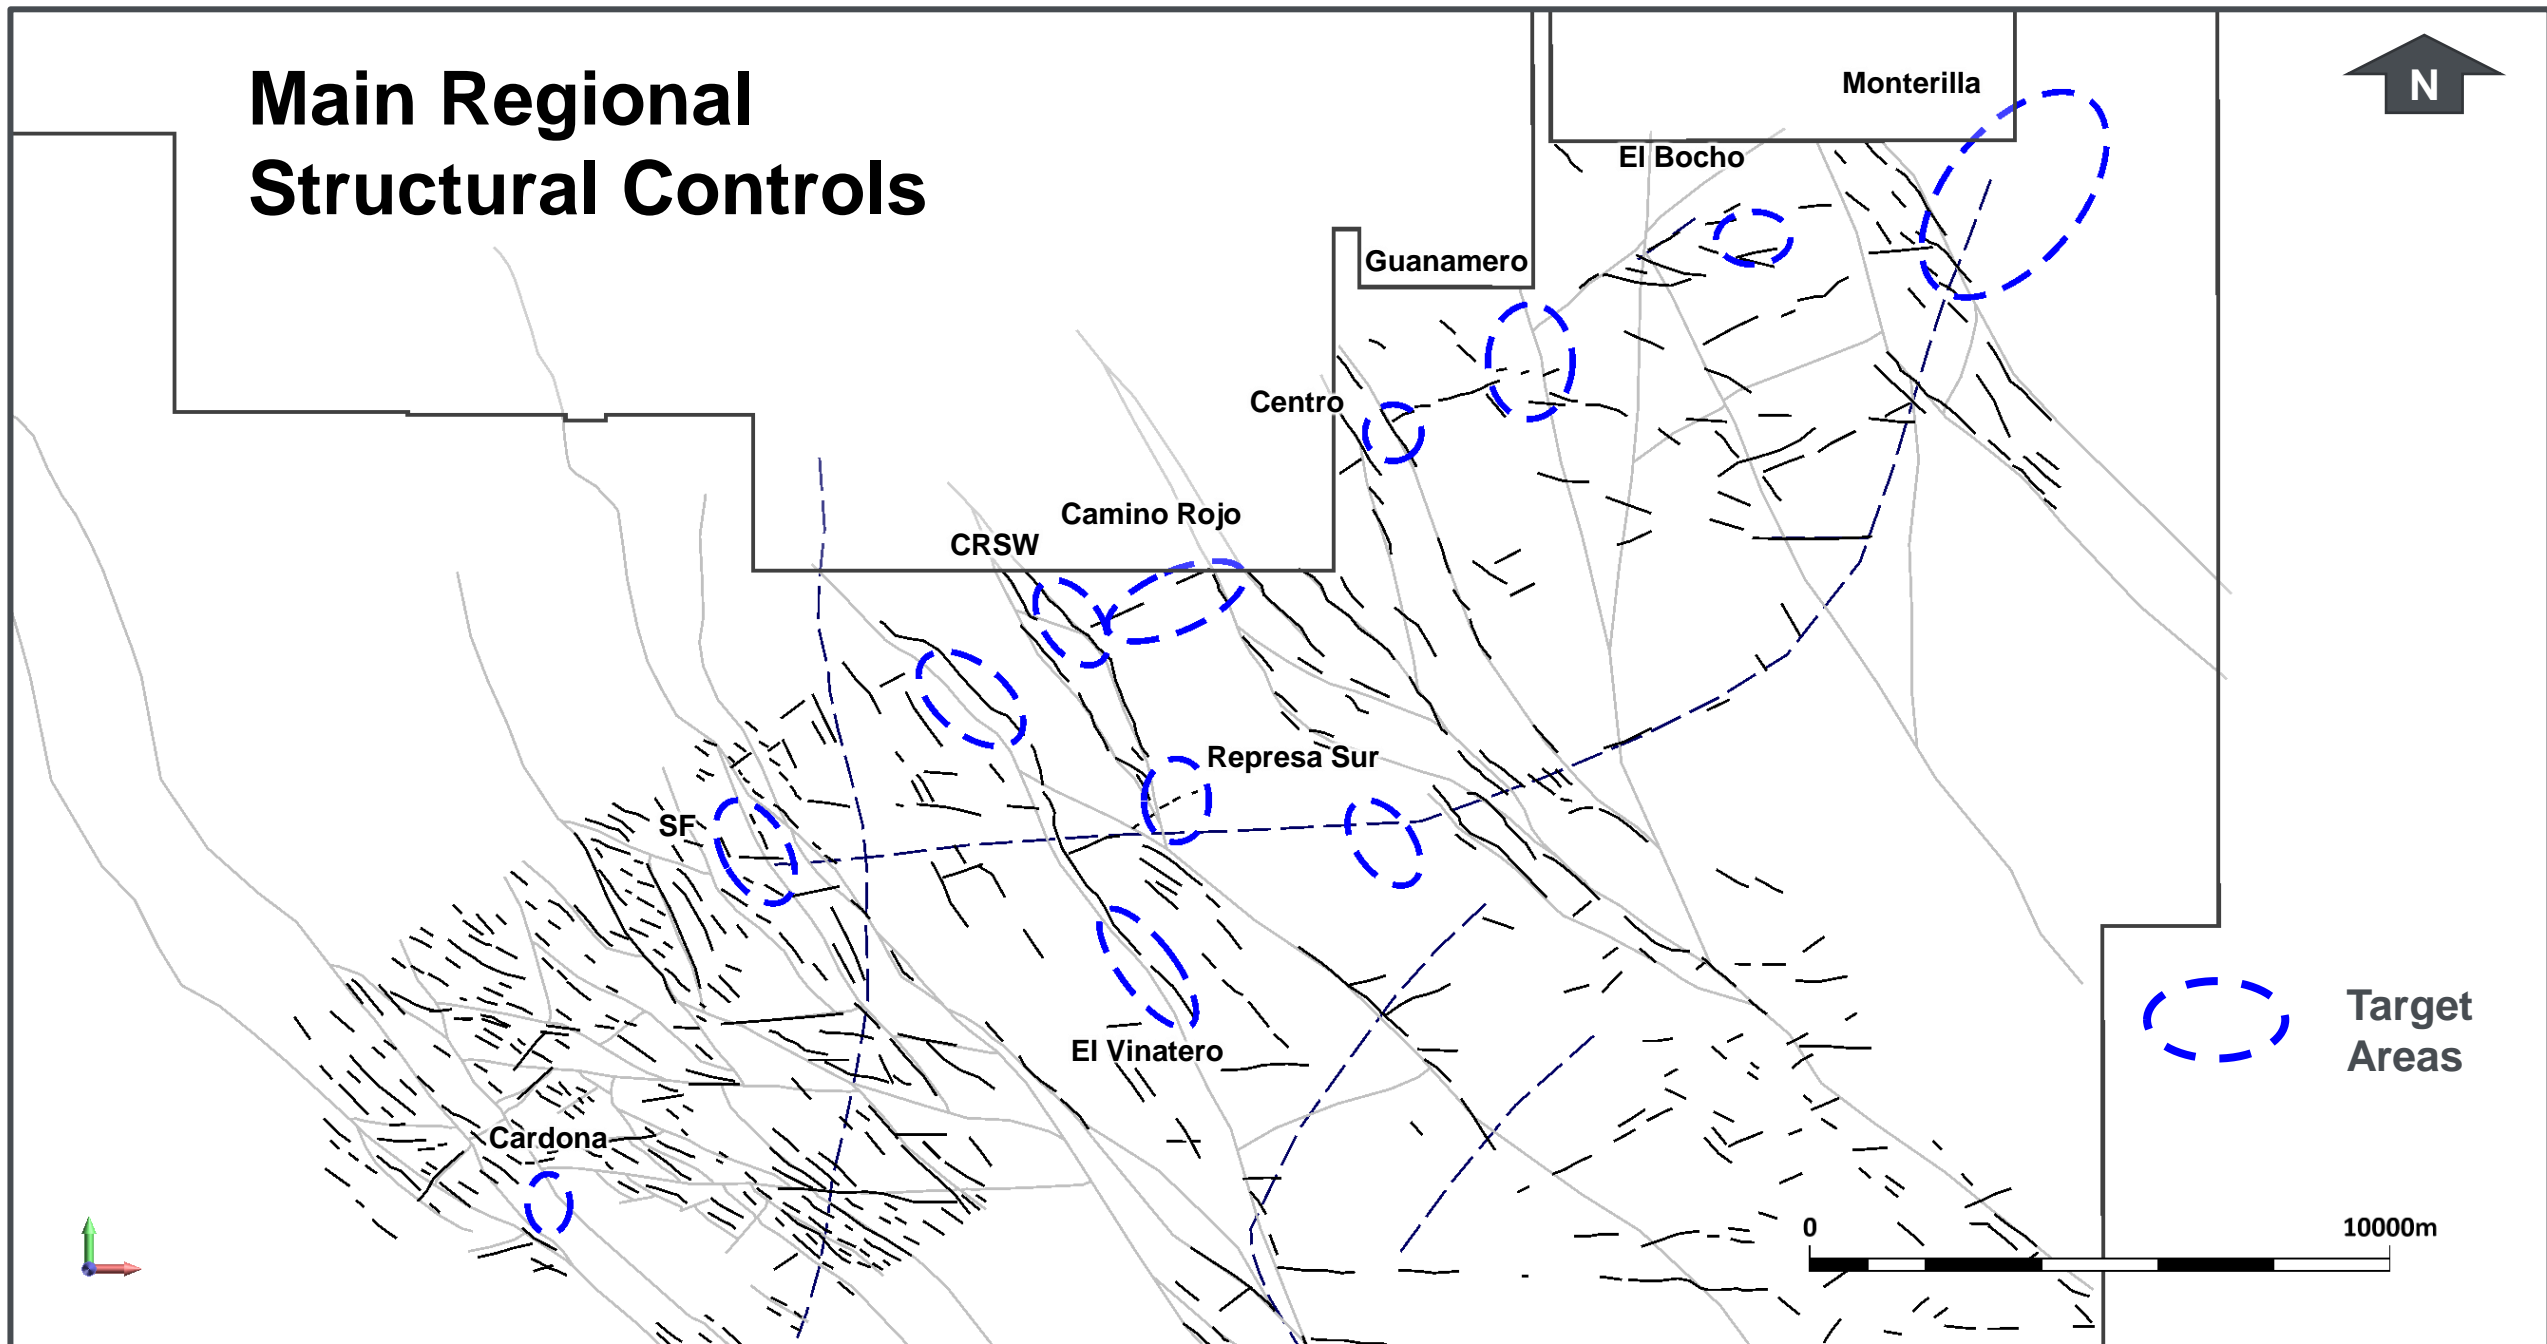 Main Regional
Structural Controls
Monterilla
N
El Bocho
Guanamero
Centro
Camino Rojo
CRSW
Represa Sur
SF
Target
Areas
El Vinatero
Cardona
0
10000m